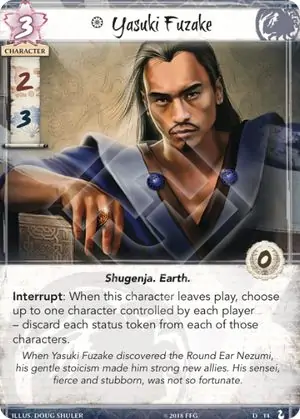 3
Yasuki Fuzake
CHARACTER
2
3
0
Shugenja. Earth.
Interrupt: When this character leaves play, choose
up to one character controlled by each player
– discard each status token from each of those
characters.
When Yasuki Fuzake discovered the Round Ear Nezumi,
his gentle stoicism made him strong new allies. His sensei,
fierce and stubborn, was not so fortunate.
ILLUS. DOUG SHULER ©2018 FFG D 14